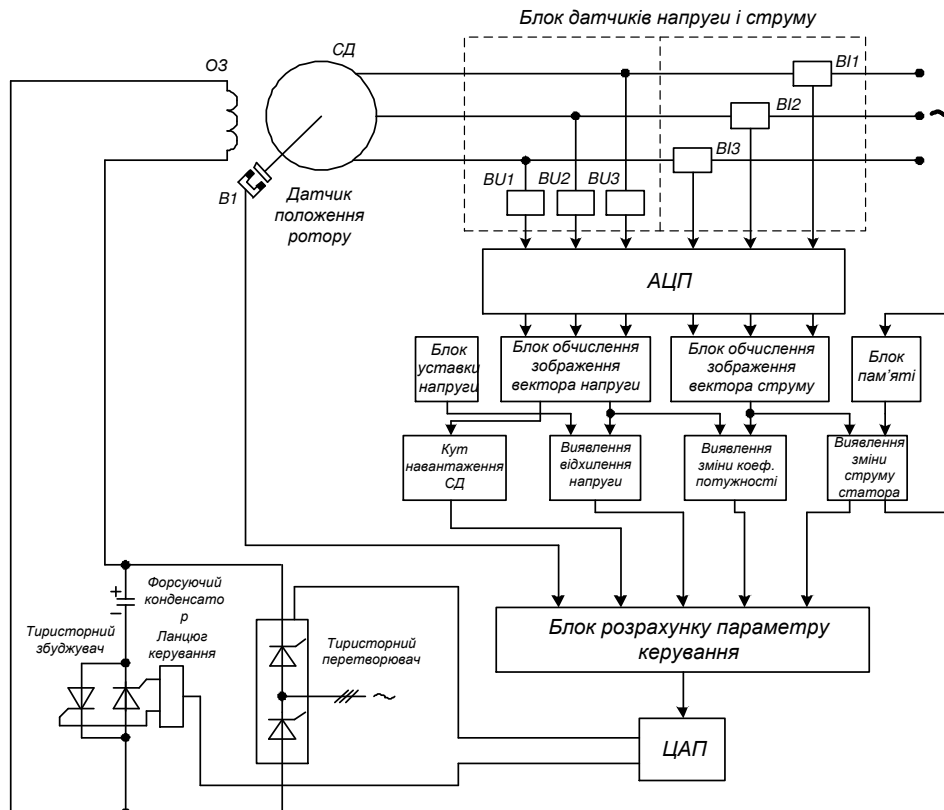 Блок датчиків напруги і струму
СД
ОЗ
BI1
BI2
BI3
BU1
BU2
BU3
~
В1
Датчик
положення
ротору
АЦП
Блок
уставки
напруги
Блок обчислення
зображення
вектора напруги
Блок обчислення
зображення
вектора струму
Блок
пам'яті
Кут
навантаження
СД
Виявлення
відхилення
напруги
Виявлення
зміни коеф.
потужності
Виявлення
зміни
струму
статора
+
−
Форсуючий
конденсато
р
Тиристорний
збуджувач
Ланцюг
керування
Тиристорний
перетворювач
~
Блок розрахунку параметру
керування
ЦАП